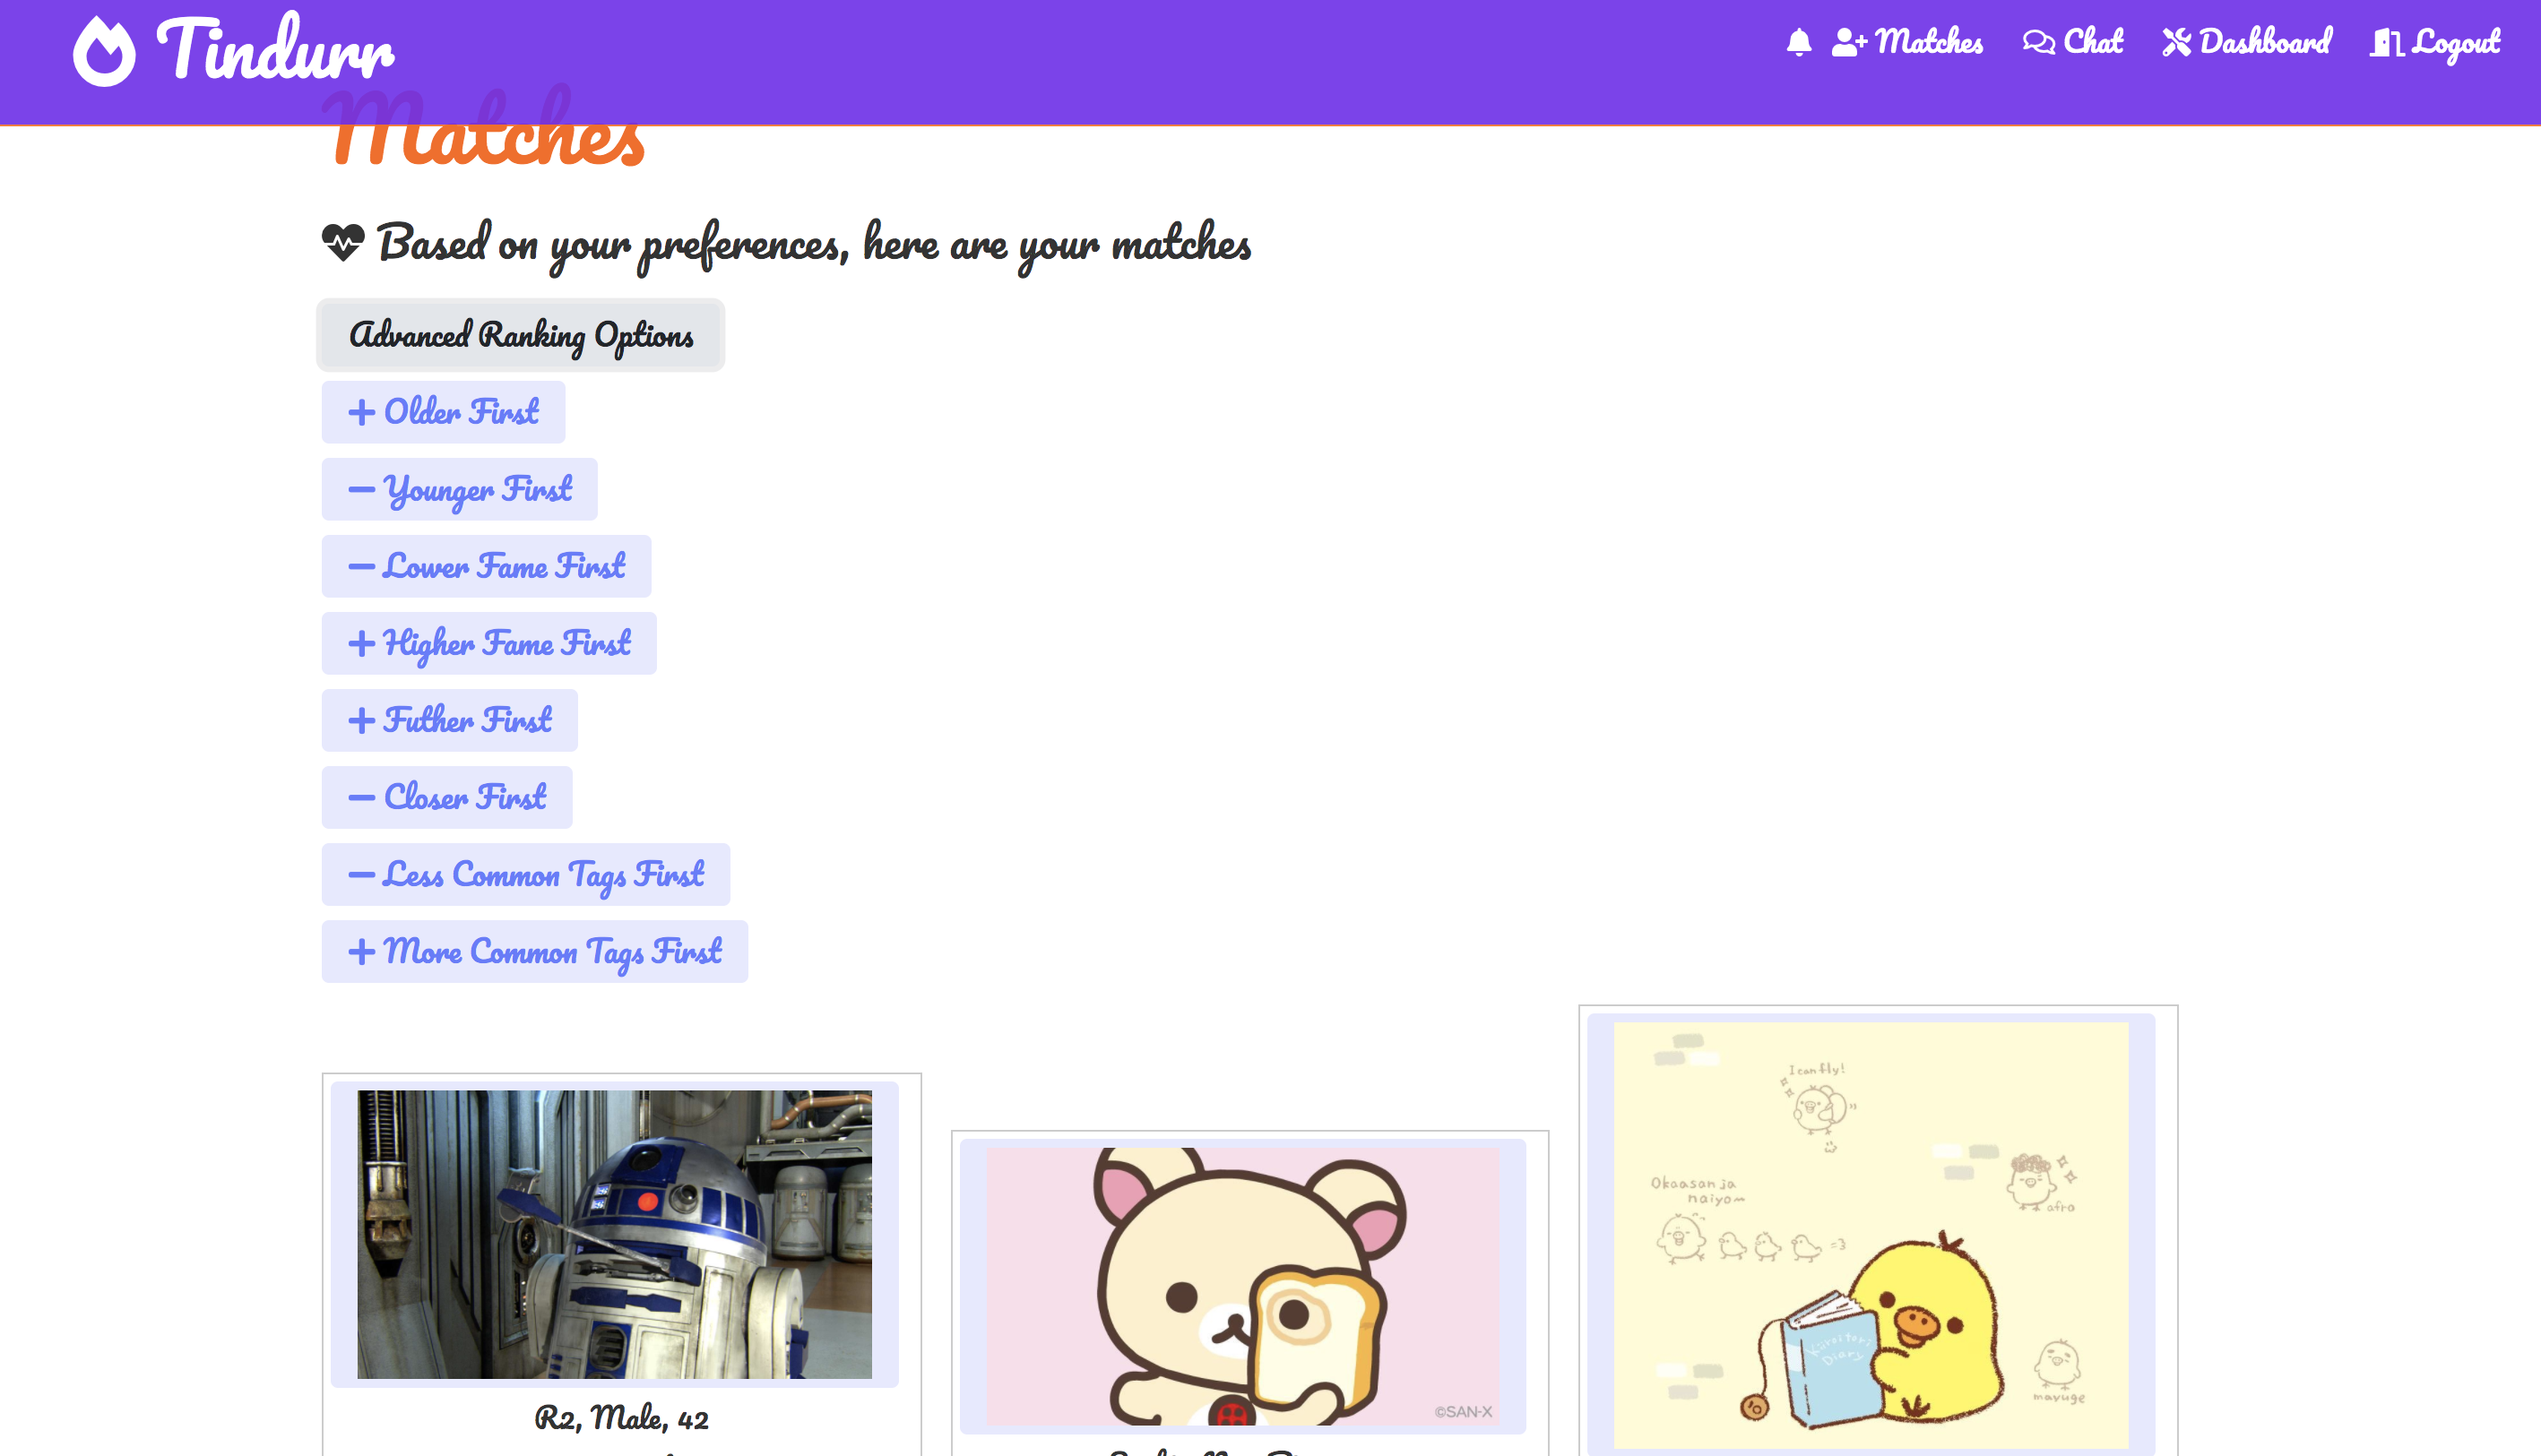 Tindurr
Matches
Chat
Dashboard
Logout
Matches
Based on your preferences, here are your matches
Advanced Ranking Options
Older First
Younger First
Lower Fame First
Higher Fame First
Futher First
Closer First
Less Common Tags First
More Common Tags First
I can fly!
Okaasan ja
naiyo~
afro
Kiiroitori
Diary
mayuge
©SAN-X
R2, Male, 42